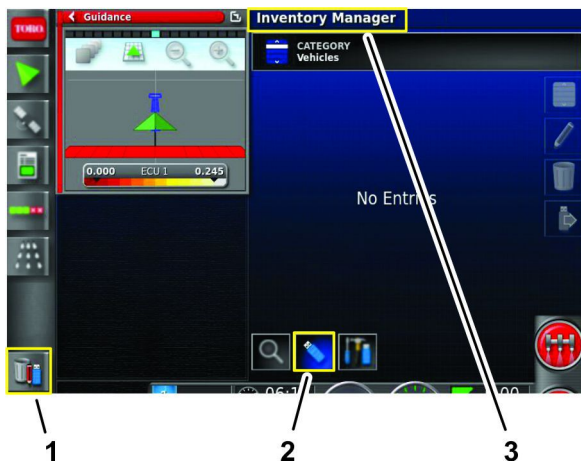 TORO
Guidance
Inventory Manager
CATEGORY
Vehicles
0.000 ECU 1 0.245
No Entries
1
2
3